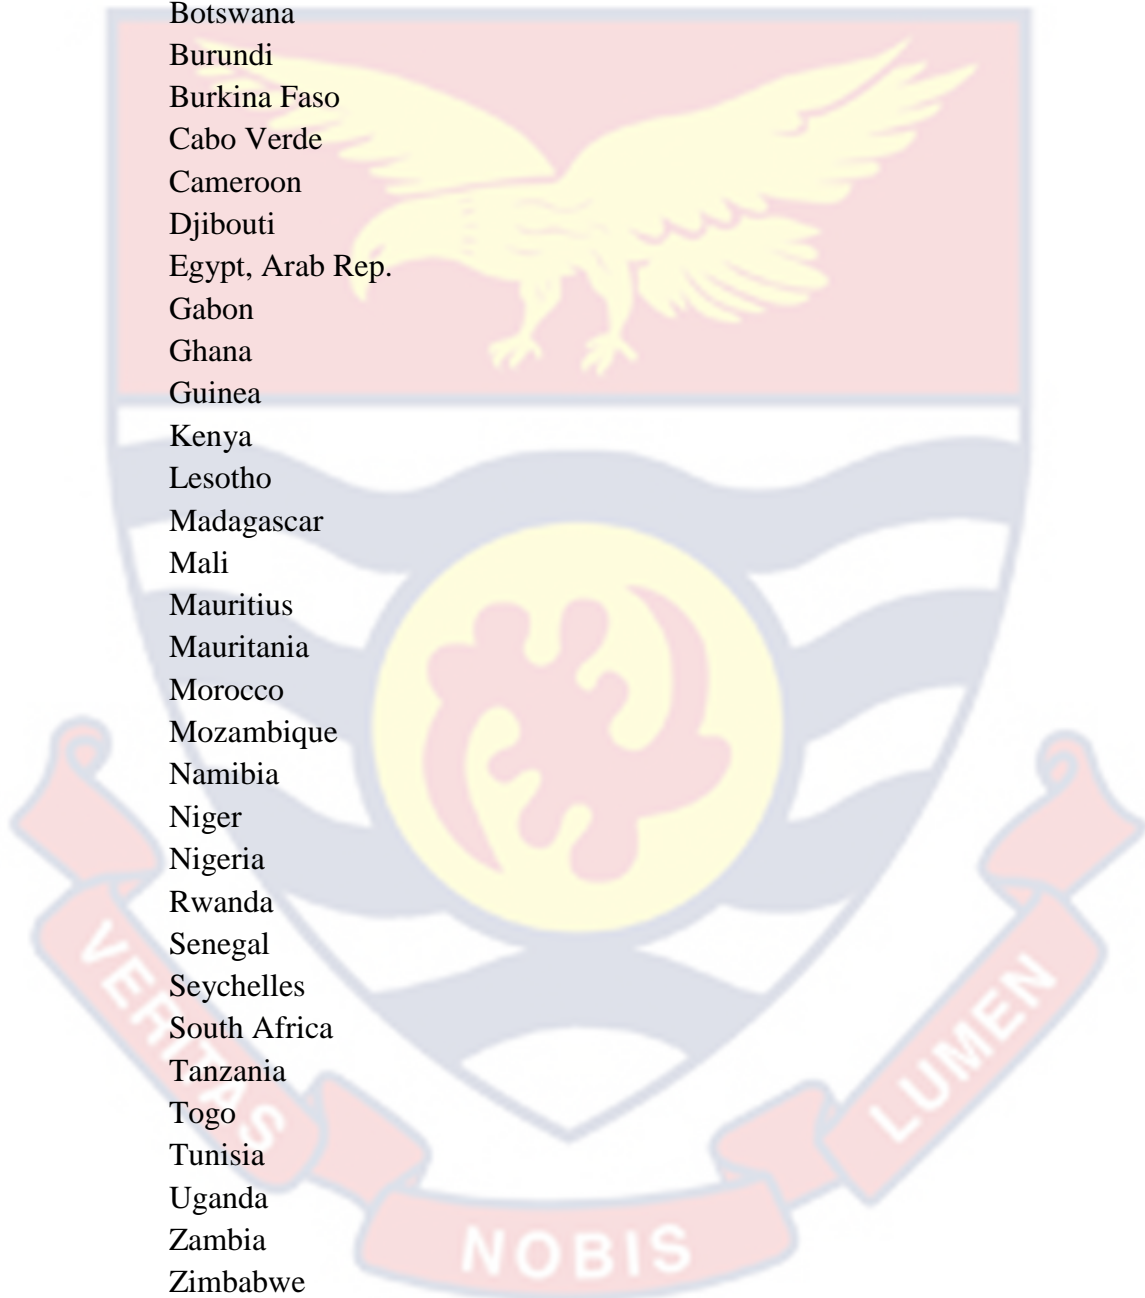 Botswana
Burundi
Burkina Faso
Cabo Verde
Cameroon
Djibouti
Egypt, Arab Rep.
Gabon
Ghana
Guinea
Kenya
Lesotho
Madagascar
Mali
Mauritius
Mauritania
Morocco
Mozambique
Namibia
Niger
Nigeria
Rwanda
Senegal
Seychelles
South Africa
Tanzania
Togo
Tunisia
Uganda
Zambia
Zimbabwe
VERITAS
NOBIS
LUMEN